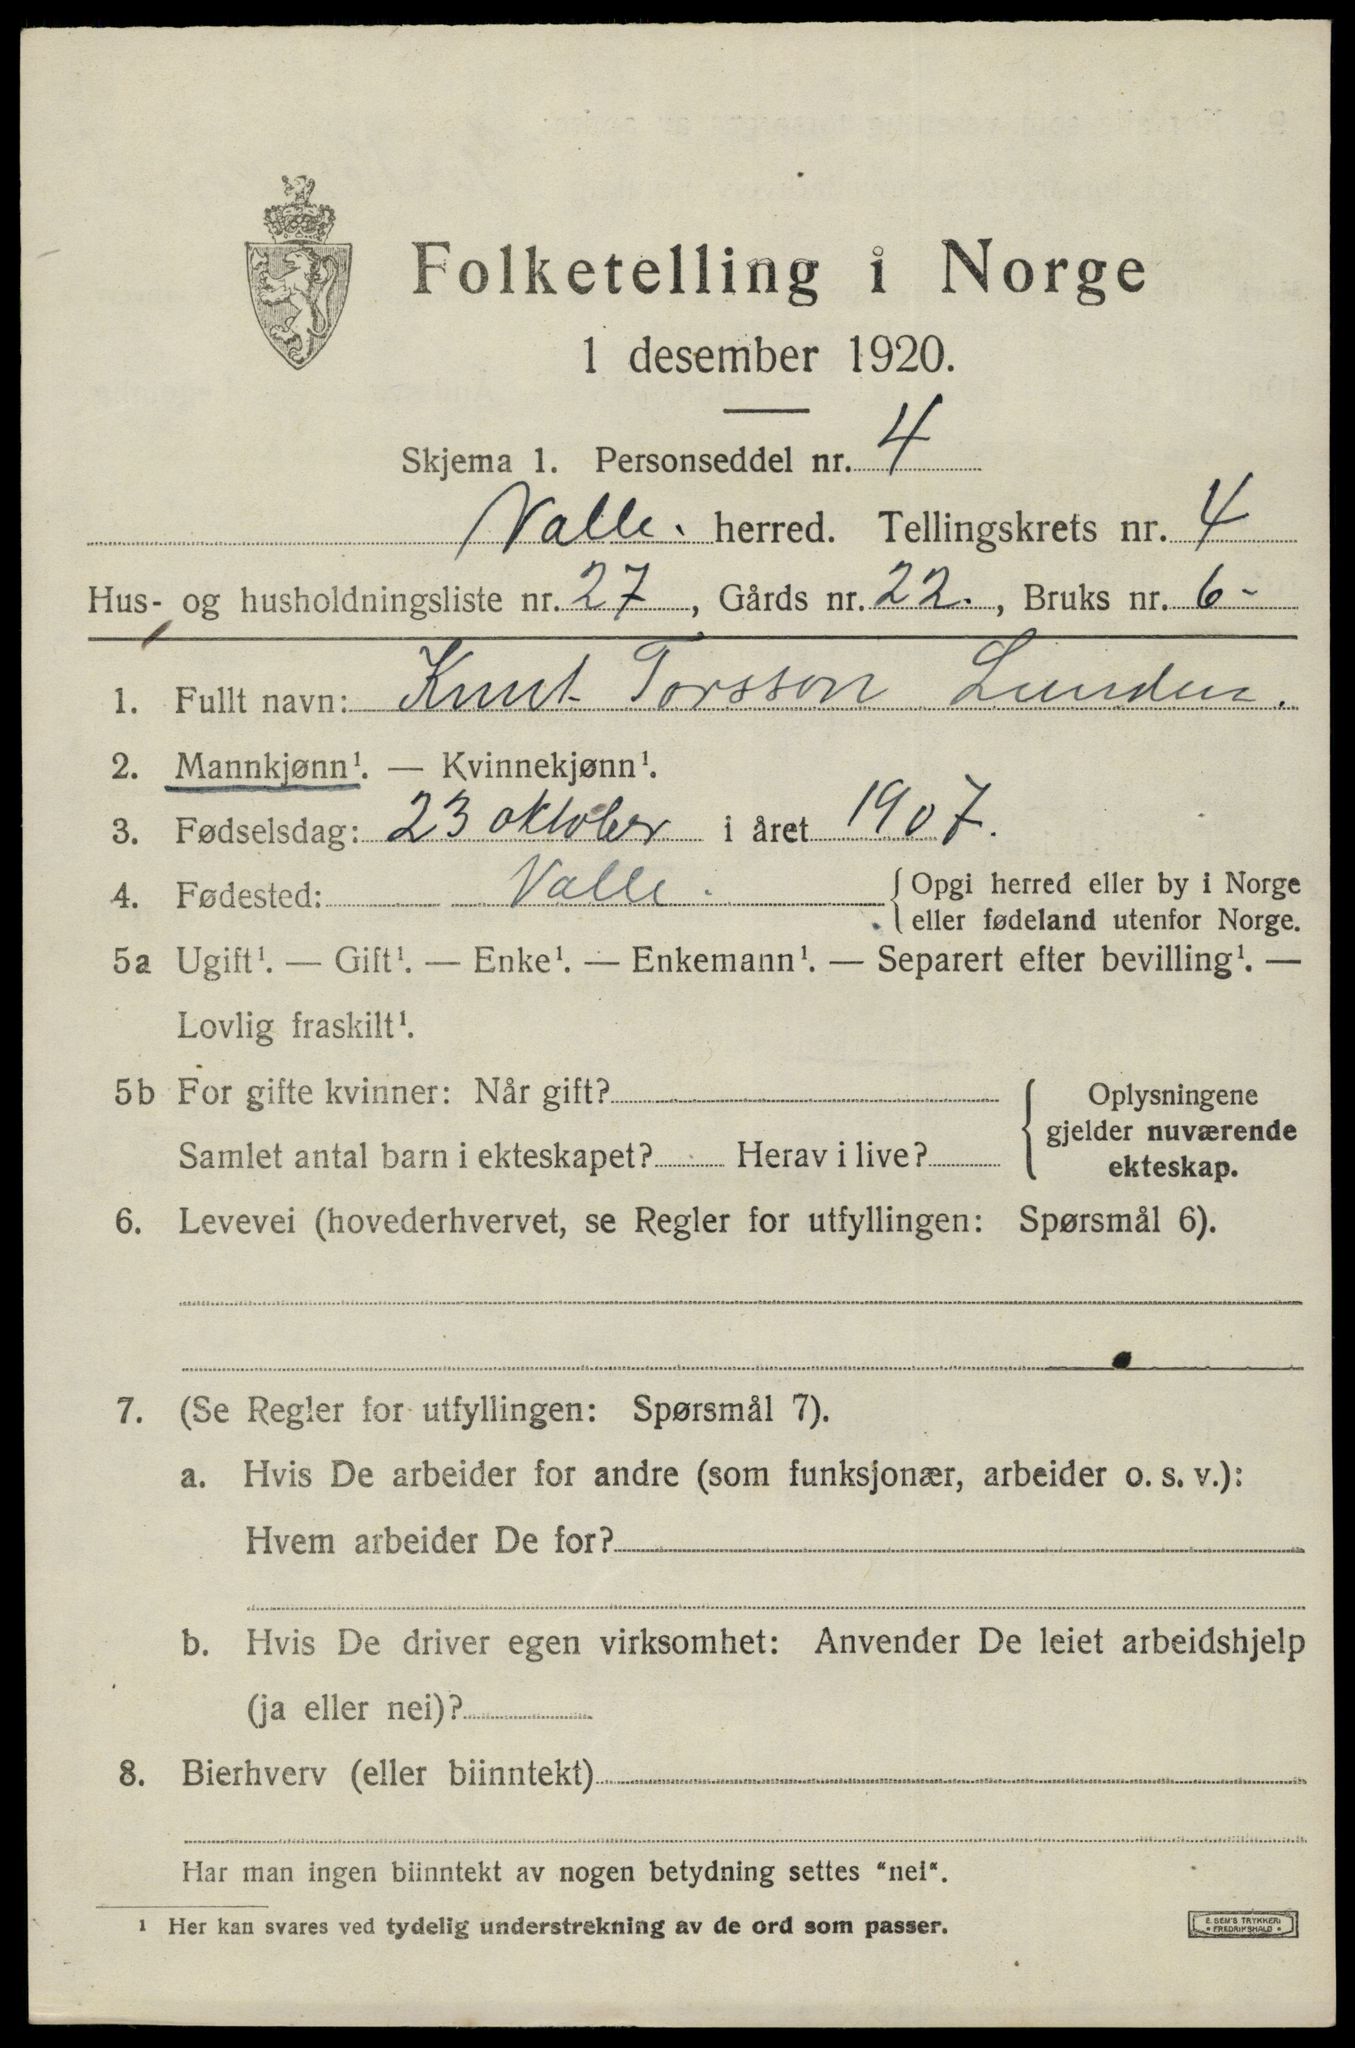 Folketelling i Norge
1 desember 1920.
Skjema 1. Personseddel nr. 4
Valle. herred. Tellingskrets nr. 4
Hus- og husholdningsliste nr. 27, Gårds nr. 22., Bruks nr. 6-
1. Fullt navn: Knut Torsson Lunden.
2. Mannkjønn¹. — Kvinnekjønn¹.
3. Fødselsdag: 23 oktober i året 1907.
4. Fødested: Valle. { Opgi herred eller by i Norge
eller fødeland utenfor Norge.
5a Ugift¹. — Gift¹. — Enke¹. — Enkemann¹. — Separert efter bevilling¹. —
Lovlig fraskilt¹.
5b For gifte kvinner: Når gift? { Oplysningene
gjelder nuværende
Samlet antal barn i ekteskapet? Herav i live? ekteskap.
6. Levevei (hovederhvervet, se Regler for utfyllingen: Spørsmål 6).
7. (Se Regler for utfyllingen: Spørsmål 7).
a. Hvis De arbeider for andre (som funksjonær, arbeider o. s. v.):
Hvem arbeider De for?
b. Hvis De driver egen virksomhet: Anvender De leiet arbeidshjelp
(ja eller nei)?
8. Bierhverv (eller biinntekt)
Har man ingen biinntekt av nogen betydning settes "nei".
¹ Her kan svares ved tydelig understrekning av de ord som passer.
E. SEM'S TRYKKERI
• FREDRIKSHALD •